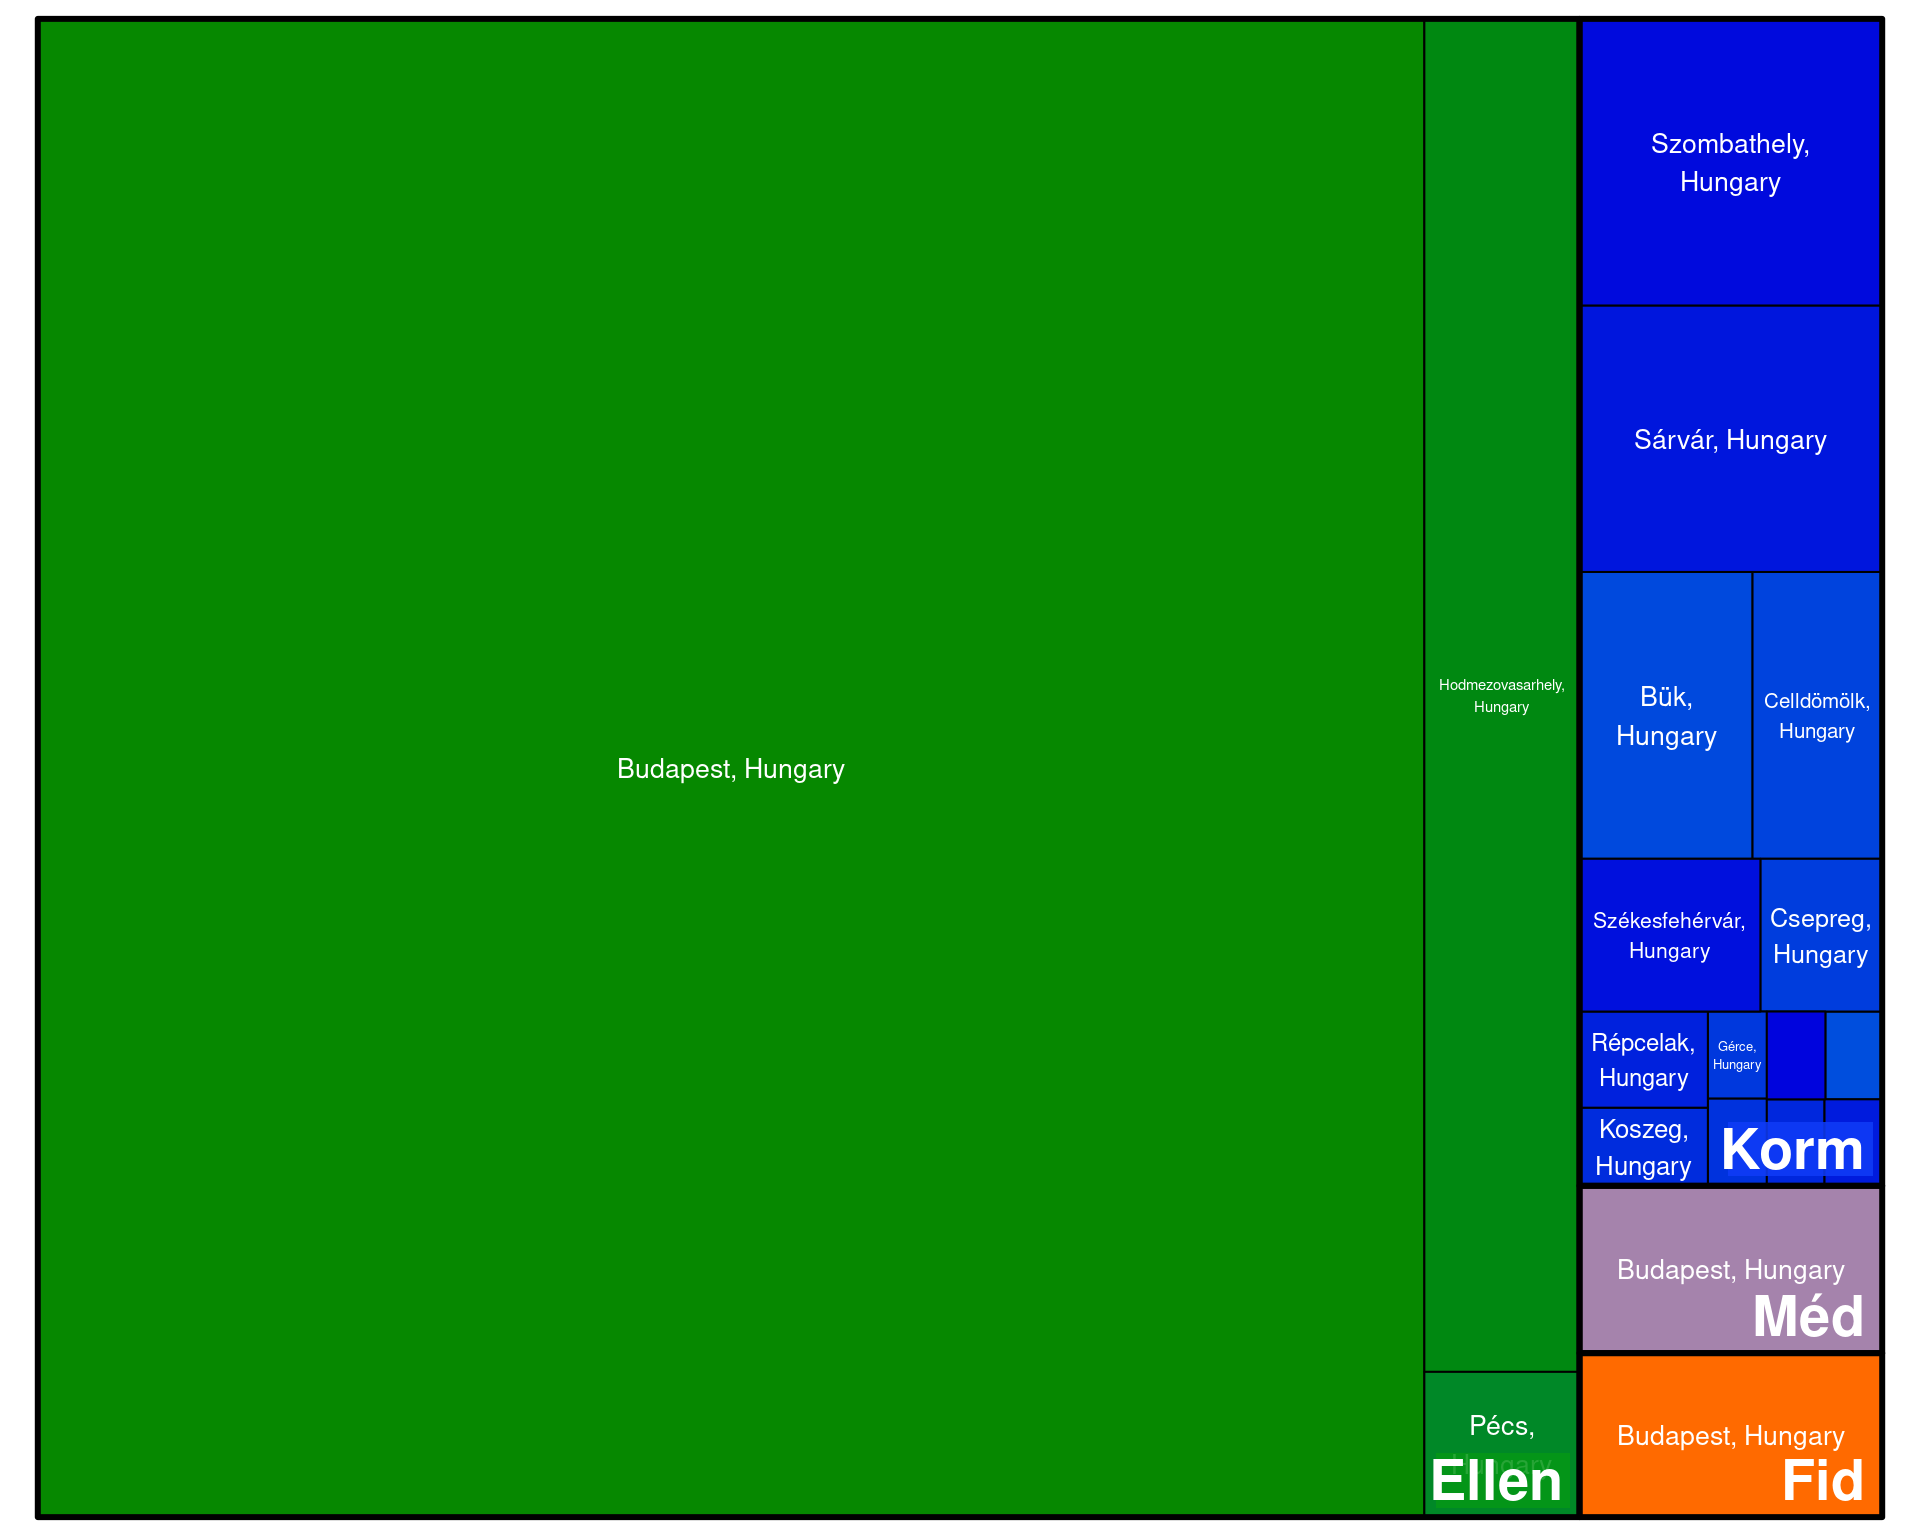 Budapest, Hungary
Hodmezovasarhely,
Hungary
Pécs,
Hungary
Ellen
Szombathely,
Hungary
Sárvár, Hungary
Bük,
Hungary
Celldömölk,
Hungary
Székesfehérvár,
Hungary
Csepreg,
Hungary
Répcelak,
Hungary
Gérce,
Hungary
Koszeg,
Hungary
Korm
Budapest, Hungary
Méd
Budapest, Hungary
Fid